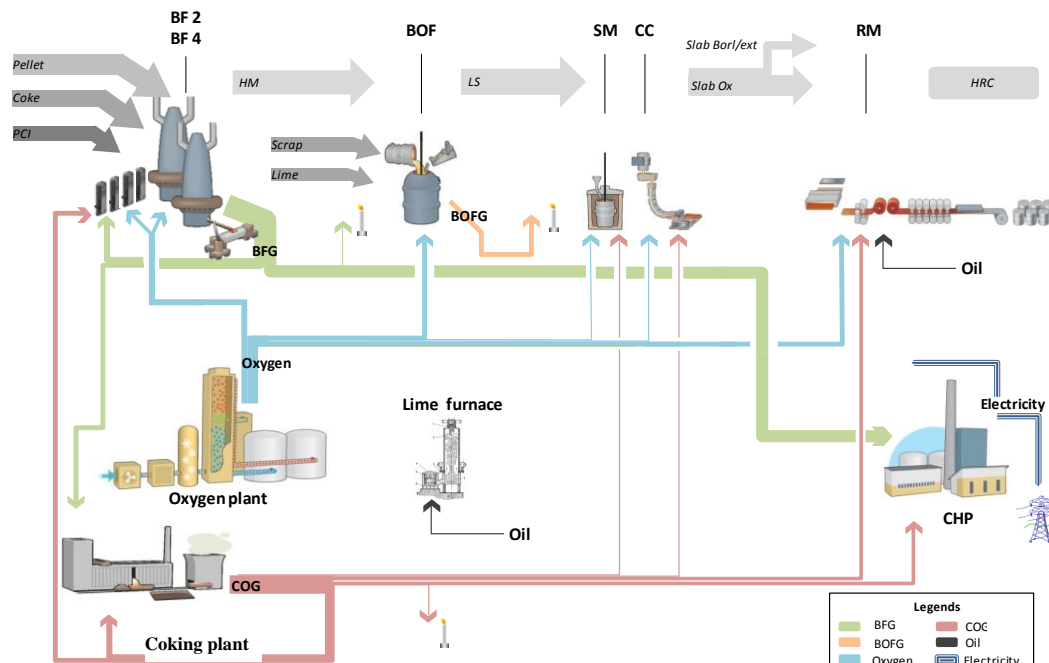 BF 2
BF 4
BOF
SM
CC
RM
Pellet
Coke
PCI
HM
LS
Slab Borl/ext
Slab Ox
HRC
Scrap
Lime
BOFG
BFG
Oil
Oxygen
Lime furnace
Electricity
Oxygen plant
Oil
CHP
COG
Coking plant
Legends
BFG
COG
BOFG
Oil
Oxygen
Electricity